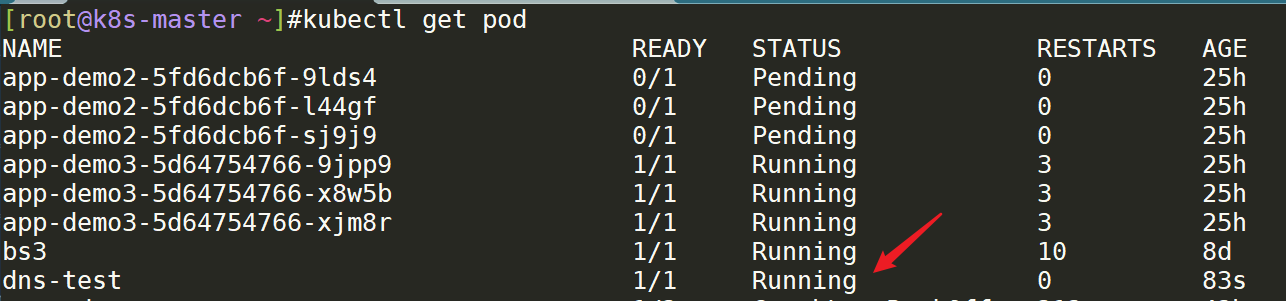 [root@k8s-master ~]#kubectl get pod
NAME READY STATUS RESTARTS AGE
app-demo2-5fd6dcb6f-9lds4 0/1 Pending 0 25h
app-demo2-5fd6dcb6f-l44gf 0/1 Pending 0 25h
app-demo2-5fd6dcb6f-sj9j9 0/1 Pending 0 25h
app-demo3-5d64754766-9jpp9 1/1 Running 3 25h
app-demo3-5d64754766-x8w5b 1/1 Running 3 25h
app-demo3-5d64754766-xjm8r 1/1 Running 3 25h
bs3 1/1 Running 10 8d
dns-test 1/1 Running 0 83s